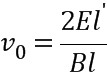 v₀ = 2El' / Bl